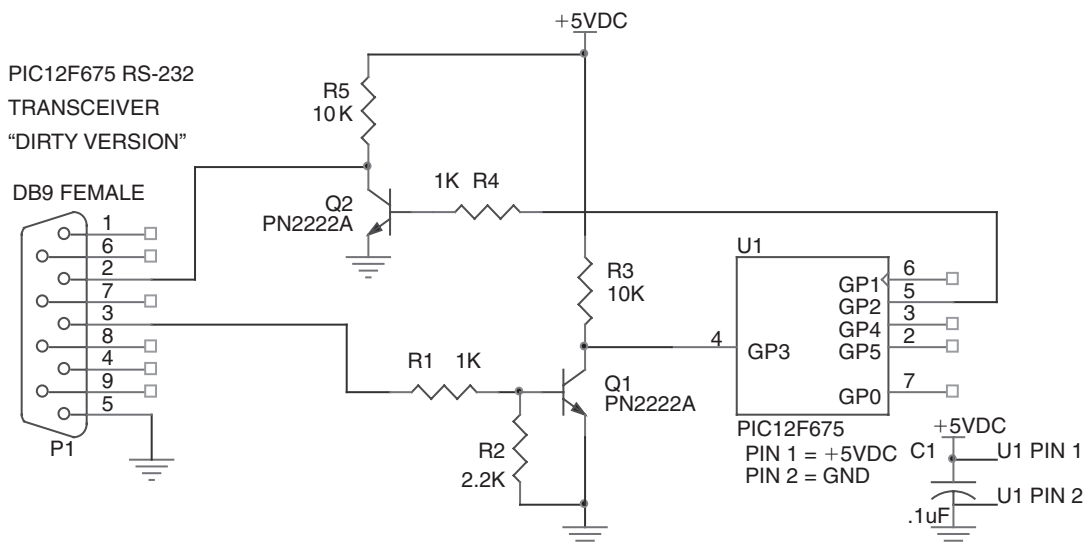 +5VDC
PIC12F675 RS-232
TRANSCEIVER
“DIRTY VERSION”
R5
10K
DB9 FEMALE
1K R4
Q2
PN2222A
1
6
2
7
3
8
4
9
5
P1
R3
10K
U1
GP1
GP2
GP4
GP5
GP0
GP3
6
5
3
2
7
4
R1 1K
Q1
PN2222A
R2
2.2K
PIC12F675
PIN 1 = +5VDC
PIN 2 = GND
+5VDC
C1
U1 PIN 1
U1 PIN 2
.1uF